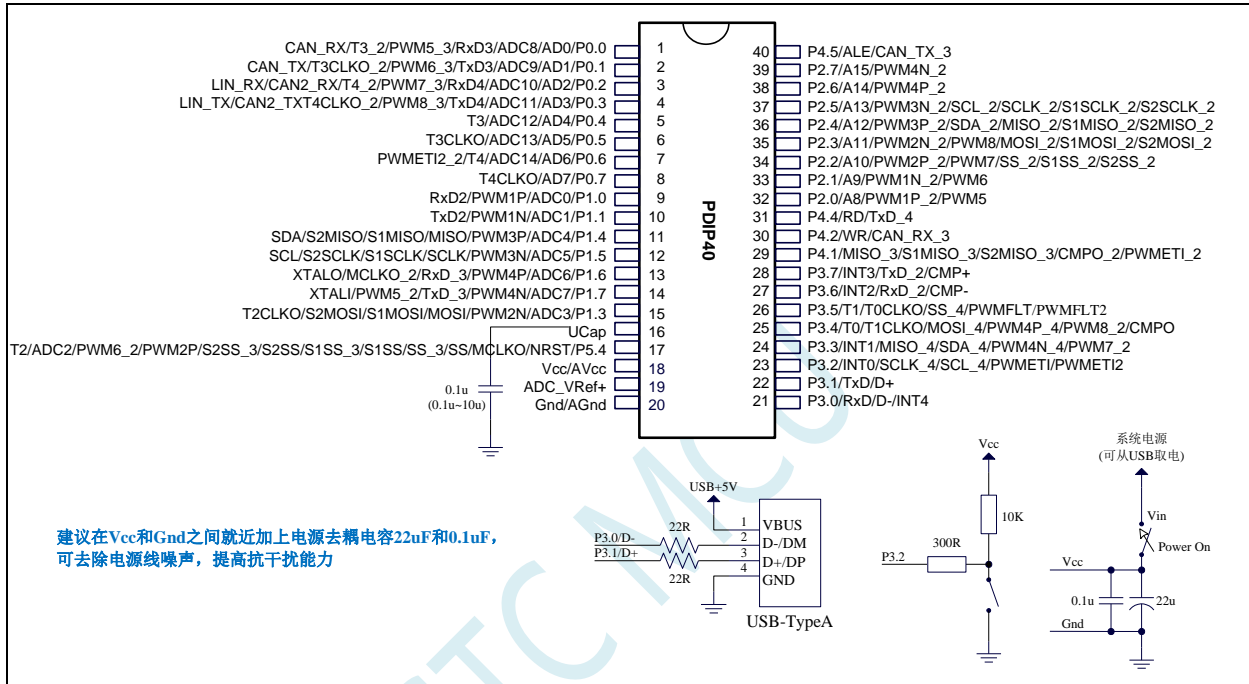 CAN_RX/T3_2/PWM5_3/RxD3/ADC8/AD0/P0.0 1
CAN_TX/T3CLKO_2/PWM6_3/TxD3/ADC9/AD1/P0.1 2
LIN_RX/CAN2_RX/T4_2/PWM7_3/RxD4/ADC10/AD2/P0.2 3
LIN_TX/CAN2_TXT4CLKO_2/PWM8_3/TxD4/ADC11/AD3/P0.3 4
T3/ADC12/AD4/P0.4 5
T3CLKO/ADC13/AD5/P0.5 6
PWMETI2_2/T4/ADC14/AD6/P0.6 7
T4CLKO/AD7/P0.7 8
RxD2/PWM1P/ADC0/P1.0 9
TxD2/PWM1N/ADC1/P1.1 10
SDA/S2MISO/S1MISO/MISO/PWM3P/ADC4/P1.4 11
SCL/S2SCLK/S1SCLK/SCLK/PWM3N/ADC5/P1.5 12
XTALO/MCLKO_2/RxD_3/PWM4P/ADC6/P1.6 13
XTALI/PWM5_2/TxD_3/PWM4N/ADC7/P1.7 14
T2CLKO/S2MOSI/S1MOSI/MOSI/PWM2N/ADC3/P1.3 15
UCap 16
T2/ADC2/PWM6_2/PWM2P/S2SS_3/S2SS/S1SS_3/S1SS/SS_3/SS/MCLKO/NRST/P5.4 17
Vcc/AVcc 18
ADC_VRef+ 19
Gnd/AGnd 20
PDIP40
40 P4.5/ALE/CAN_TX_3
39 P2.7/A15/PWM4N_2
38 P2.6/A14/PWM4P_2
37 P2.5/A13/PWM3N_2/SCL_2/SCLK_2/S1SCLK_2/S2SCLK_2
36 P2.4/A12/PWM3P_2/SDA_2/MISO_2/S1MISO_2/S2MISO_2
35 P2.3/A11/PWM2N_2/PWM8/MOSI_2/S1MOSI_2/S2MOSI_2
34 P2.2/A10/PWM2P_2/PWM7/SS_2/S1SS_2/S2SS_2
33 P2.1/A9/PWM1N_2/PWM6
32 P2.0/A8/PWM1P_2/PWM5
31 P4.4/RD/TxD_4
30 P4.2/WR/CAN_RX_3
29 P4.1/MISO_3/S1MISO_3/S2MISO_3/CMPO_2/PWMETI_2
28 P3.7/INT3/TxD_2/CMP+
27 P3.6/INT2/RxD_2/CMP-
26 P3.5/T1/T0CLKO/SS_4/PWMFLT/PWMFLT2
25 P3.4/T0/T1CLKO/MOSI_4/PWM4P_4/PWM8_2/CMPO
24 P3.3/INT1/MISO_4/SDA_4/PWM4N_4/PWM7_2
23 P3.2/INT0/SCLK_4/SCL_4/PWMETI/PWMETI2
22 P3.1/TxD/D+
21 P3.0/RxD/D-/INT4
0.1u
(0.1u~10u)
建议在Vcc和Gnd之间就近加上电源去耦电容22uF和0.1uF,
可去除电源线噪声，提高抗干扰能力
USB+5V
22R
P3.0/D-
P3.1/D+
22R
1 VBUS
2 D-/DM
3 D+/DP
4 GND
USB-TypeA
Vcc
10K
300R
P3.2
系统电源
(可从USB取电)
Vin
Power On
Vcc
0.1u
22u
Gnd
STC MCU